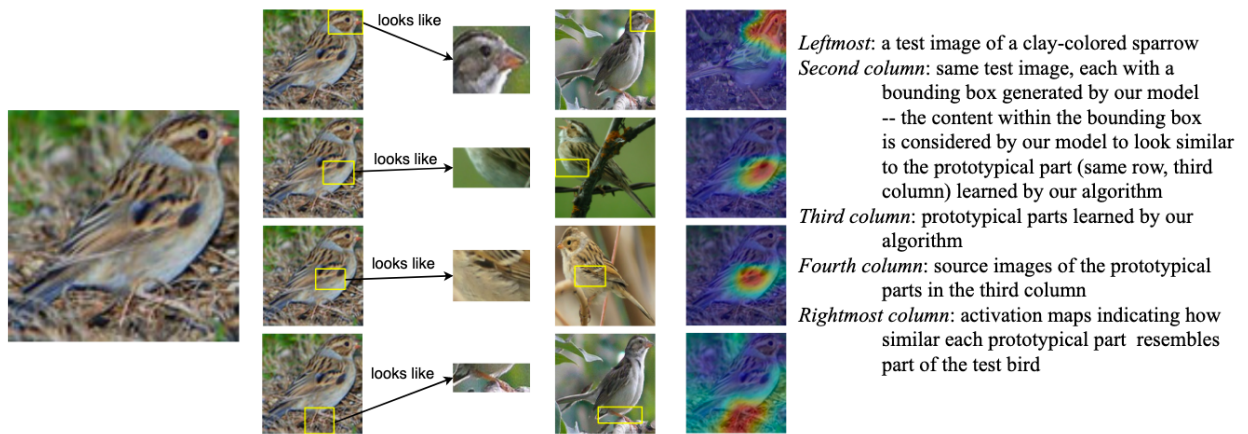 looks like
looks like
looks like
looks like
Leftmost: a test image of a clay-colored sparrow
Second column: same test image, each with a
bounding box generated by our model
-- the content within the bounding box
is considered by our model to look similar
to the prototypical part (same row, third
column) learned by our algorithm
Third column: prototypical parts learned by our
algorithm
Fourth column: source images of the prototypical
parts in the third column
Rightmost column: activation maps indicating how
similar each prototypical part resembles
part of the test bird